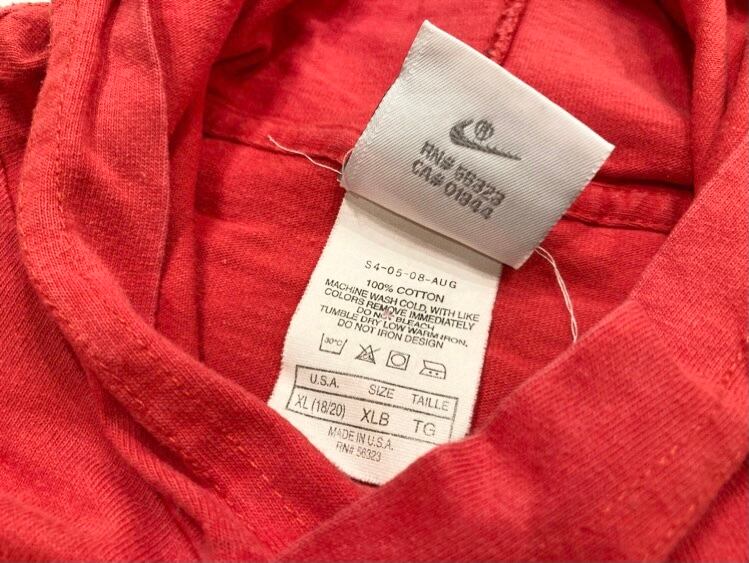 RN# 56323
CA# 01944
S4-05-08-AUG
100% COTTON
MACHINE WASH COLD, WITH LIKE
COLORS REMOVE IMMEDIATELY
DO NOT BLEACH
TUMBLE DRY LOW WARM IRON.
DO NOT IRON DESIGN
30°C
U.S.A. SIZE TAILLE
XL (18/20) XLB TG
MADE IN U.S.A.
RN# 56323